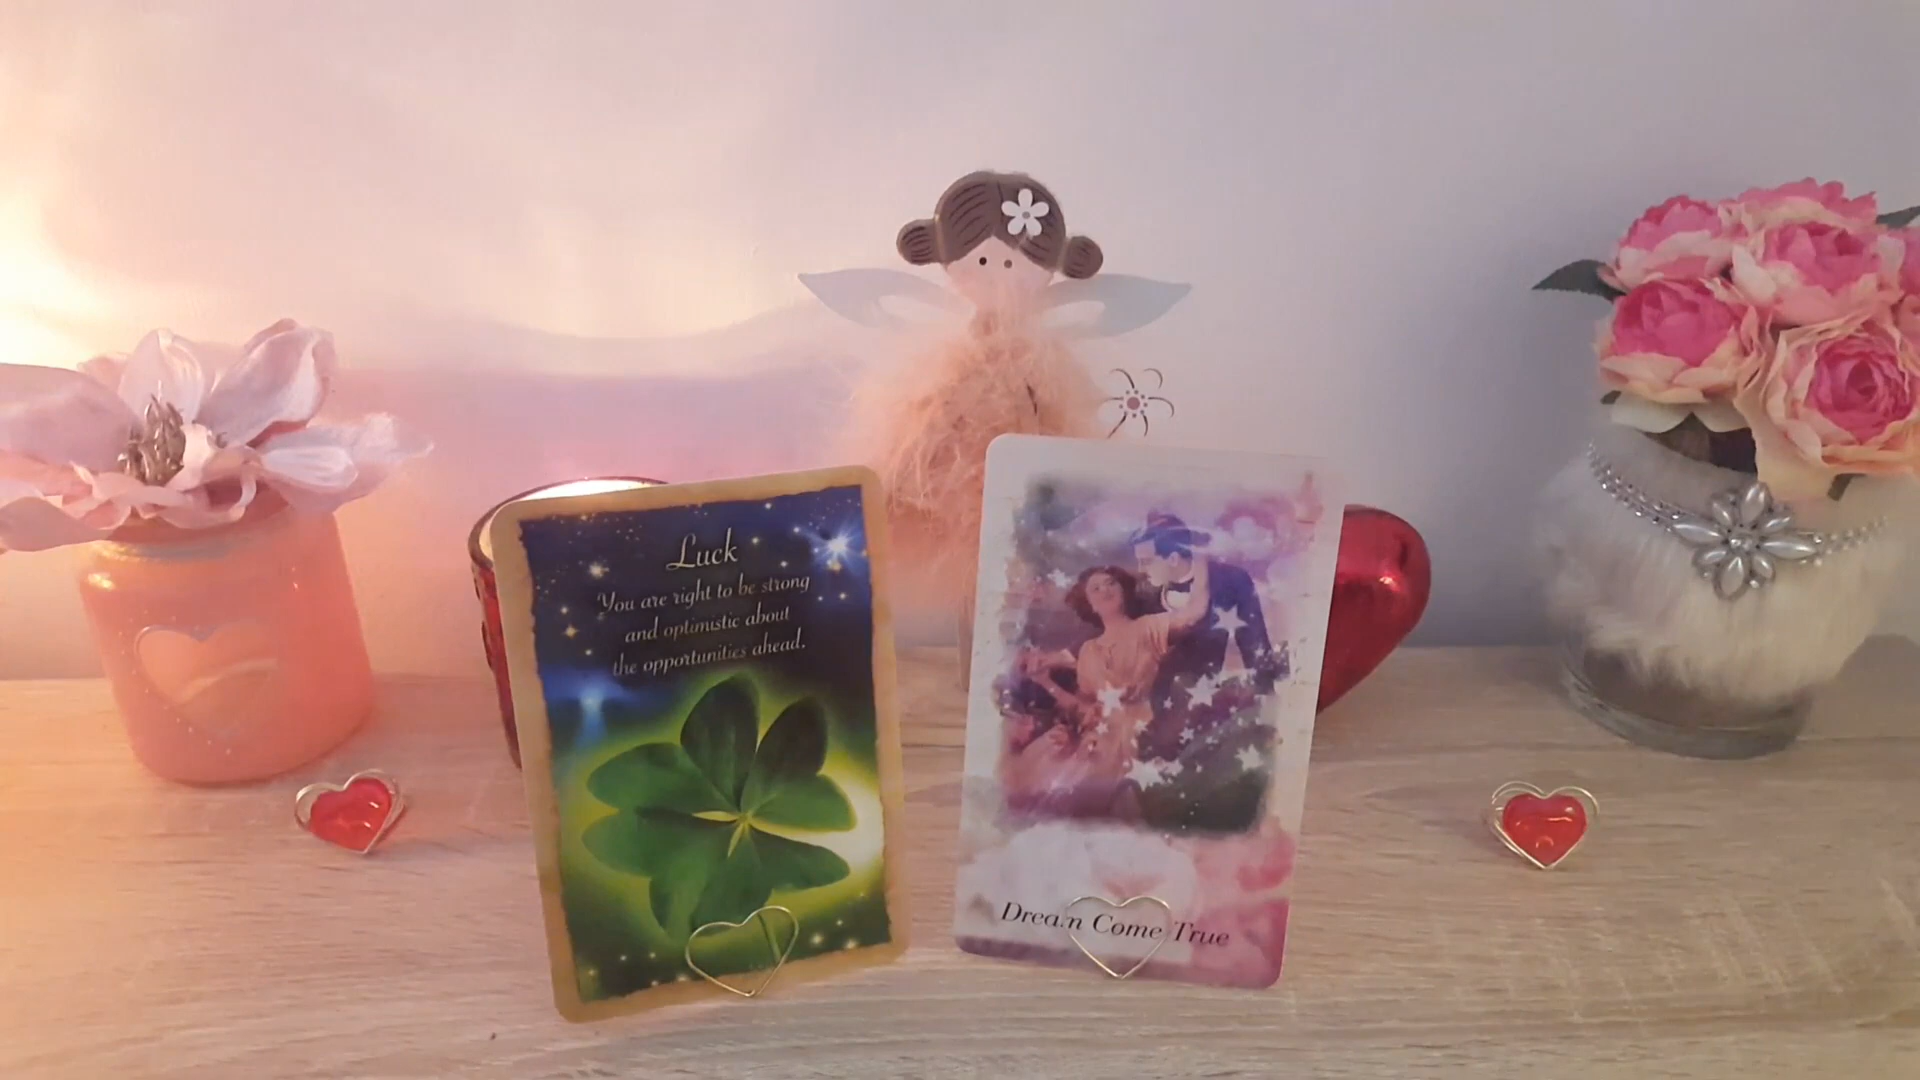 Luck
You are right to be strong
and optimistic about
the opportunities ahead.
Dream Come True